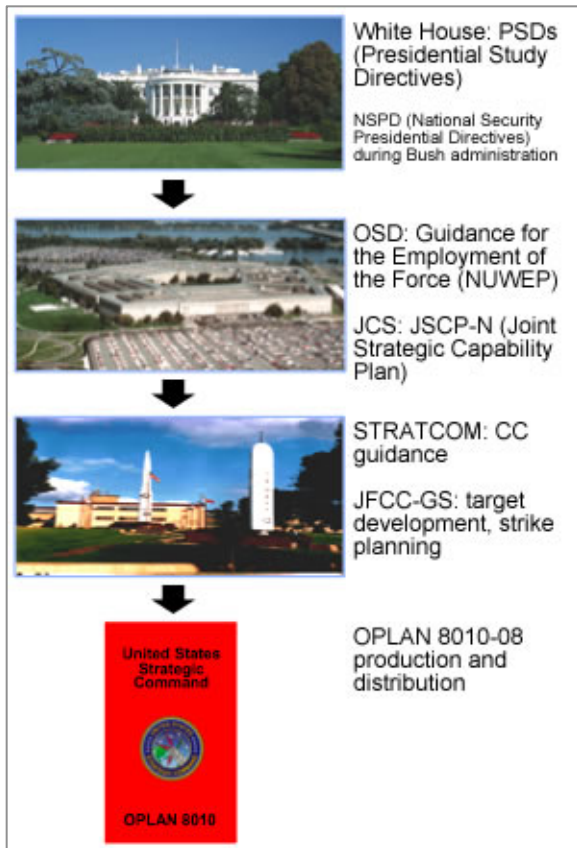 White House: PSDs
(Presidential Study
Directives)
NSPD (National Security
Presidential Directives)
during Bush administration
OSD: Guidance for
the Employment of
the Force (NUWEP)
JCS: JSCP-N (Joint
Strategic Capability
Plan)
STRATCOM: CC
guidance
JFCC-GS: target
development, strike
planning
United States
Strategic
Command
OPLAN 8010
OPLAN 8010-08
production and
distribution